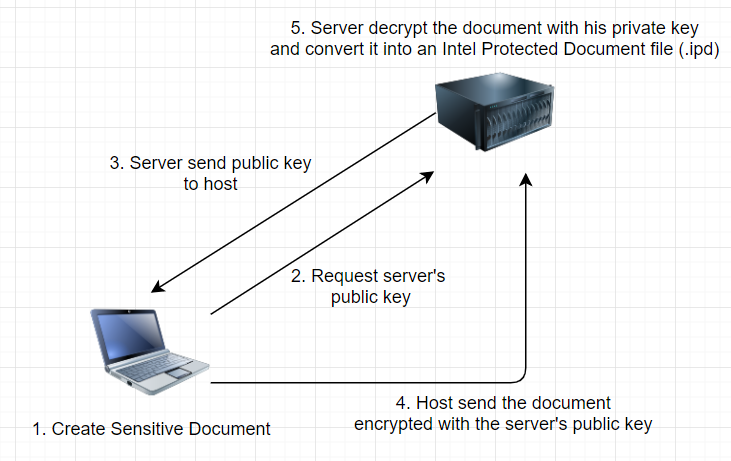 5. Server decrypt the document with his private key
and convert it into an Intel Protected Document file (.ipd)
3. Server send public key
to host
2. Request server's
public key
4. Host send the document
encrypted with the server's public key
1. Create Sensitive Document